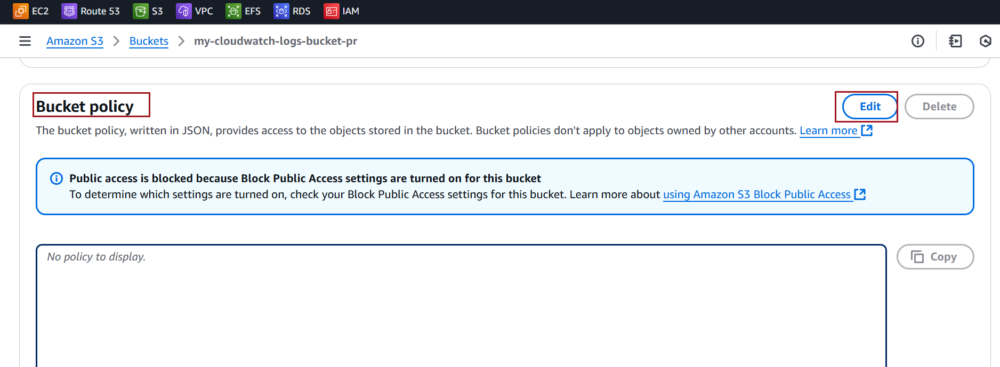 EC2 Route 53 S3 VPC EFS RDS IAM
Amazon S3 > Buckets > my-cloudwatch-logs-bucket-pr
Bucket policy
Edit
Delete
The bucket policy, written in JSON, provides access to the objects stored in the bucket. Bucket policies don't apply to objects owned by other accounts. Learn more
Public access is blocked because Block Public Access settings are turned on for this bucket
To determine which settings are turned on, check your Block Public Access settings for this bucket. Learn more about using Amazon S3 Block Public Access
No policy to display.
Copy